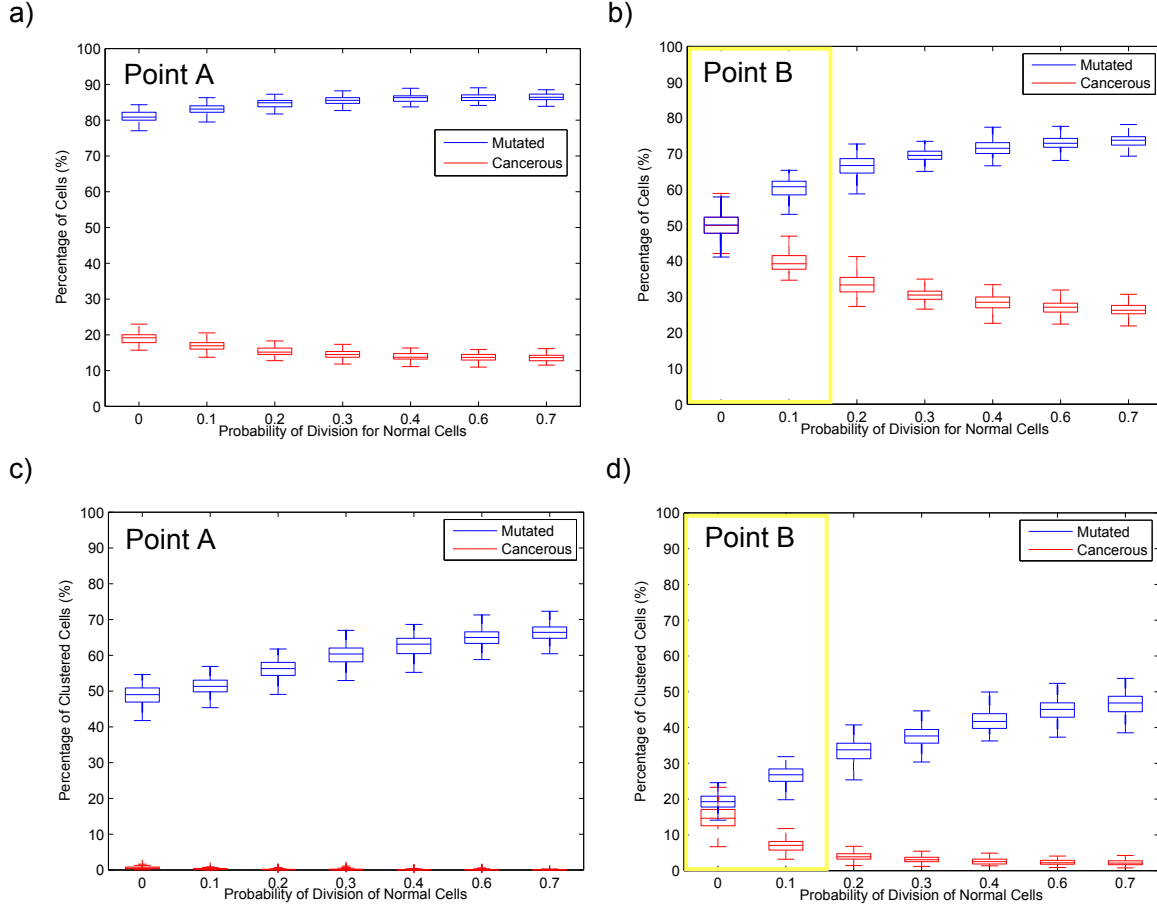 a)
Point A
Percentage of Cells (%)
100
90
80
70
60
50
40
30
20
10
0
Mutated
Cancerous
0 0.1 0.2 0.3 0.4 0.6 0.7
Probability of Division for Normal Cells
b)
Point B
Percentage of Cells (%)
100
90
80
70
60
50
40
30
20
10
0
Mutated
Cancerous
0 0.1 0.2 0.3 0.4 0.6 0.7
Probability of Division for Normal Cells
c)
Point A
Percentage of Clustered Cells (%)
100
90
80
70
60
50
40
30
20
10
0
Mutated
Cancerous
0 0.1 0.2 0.3 0.4 0.6 0.7
Probability of Division of Normal Cells
d)
Point B
Percentage of Clustered Cells (%)
100
90
80
70
60
50
40
30
20
10
0
Mutated
Cancerous
0 0.1 0.2 0.3 0.4 0.6 0.7
Probability of Division of Normal Cells